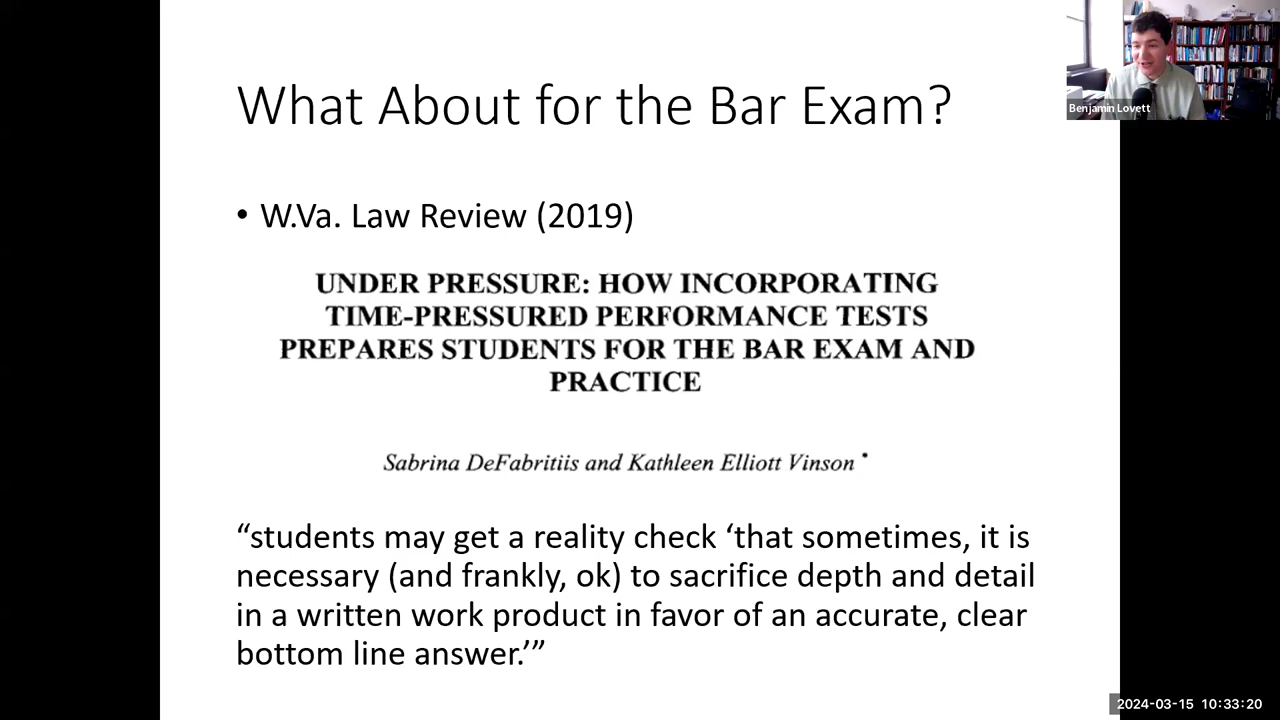 What About for the Bar Exam?
Benjamin Lovett
• W.Va. Law Review (2019)
UNDER PRESSURE: HOW INCORPORATING
TIME-PRESSURED PERFORMANCE TESTS
PREPARES STUDENTS FOR THE BAR EXAM AND
PRACTICE
Sabrina DeFabritiis and Kathleen Elliott Vinson *
“students may get a reality check ‘that sometimes, it is
necessary (and frankly, ok) to sacrifice depth and detail
in a written work product in favor of an accurate, clear
bottom line answer.’”
2024-03-15 10:33:20